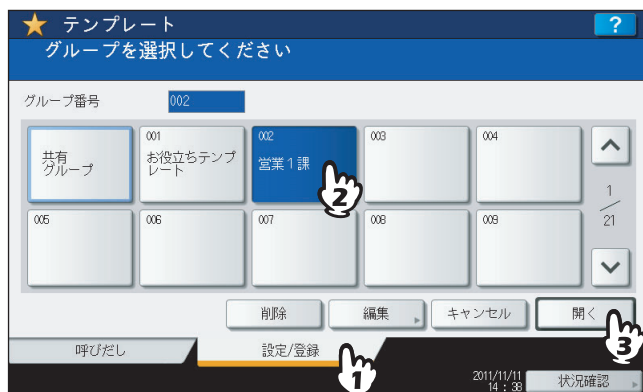 テンプレート
?
グループを選択してください
グループ番号 002
共有
グループ
001
お役立ちテンプ
レート
002
営業1課
003
004
2
1
/
21
005
006
007
008
009
削除 編集 キャンセル 開く
3
呼びだし 設定/登録
1
2011/11/11
14 : 38
状況確認